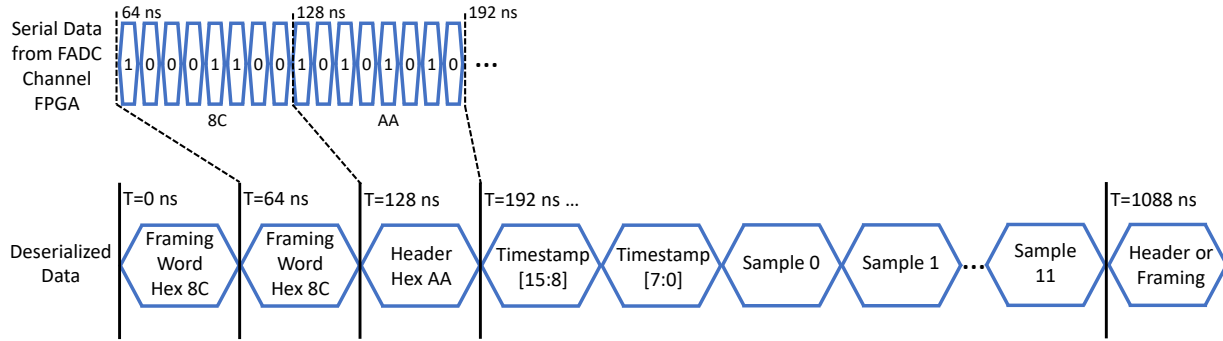 64 ns 128 ns 192 ns
Serial Data
from FADC
Channel
FPGA
1 0 0 0 1 1 0 0 1 0 1 0 1 0 1 0 ...
8C AA
T=0 ns T=64 ns T=128 ns T=192 ns ... T=1088 ns
Deserialized
Data
Framing
Word
Hex 8C
Framing
Word
Hex 8C
Header
Hex AA
Timestamp
[15:8]
Timestamp
[7:0]
Sample 0
Sample 1
...
Sample
11
Header or
Framing